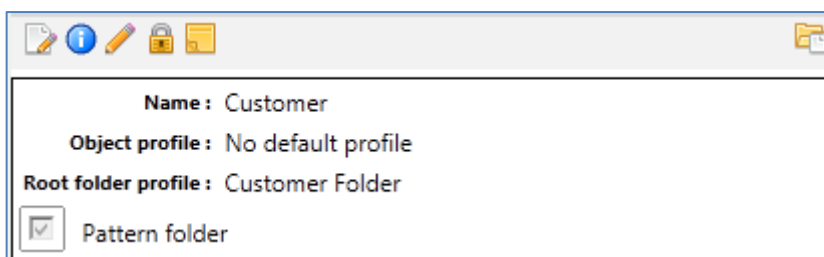 Name : Customer
Object profile : No default profile
Root folder profile : Customer Folder
Pattern folder